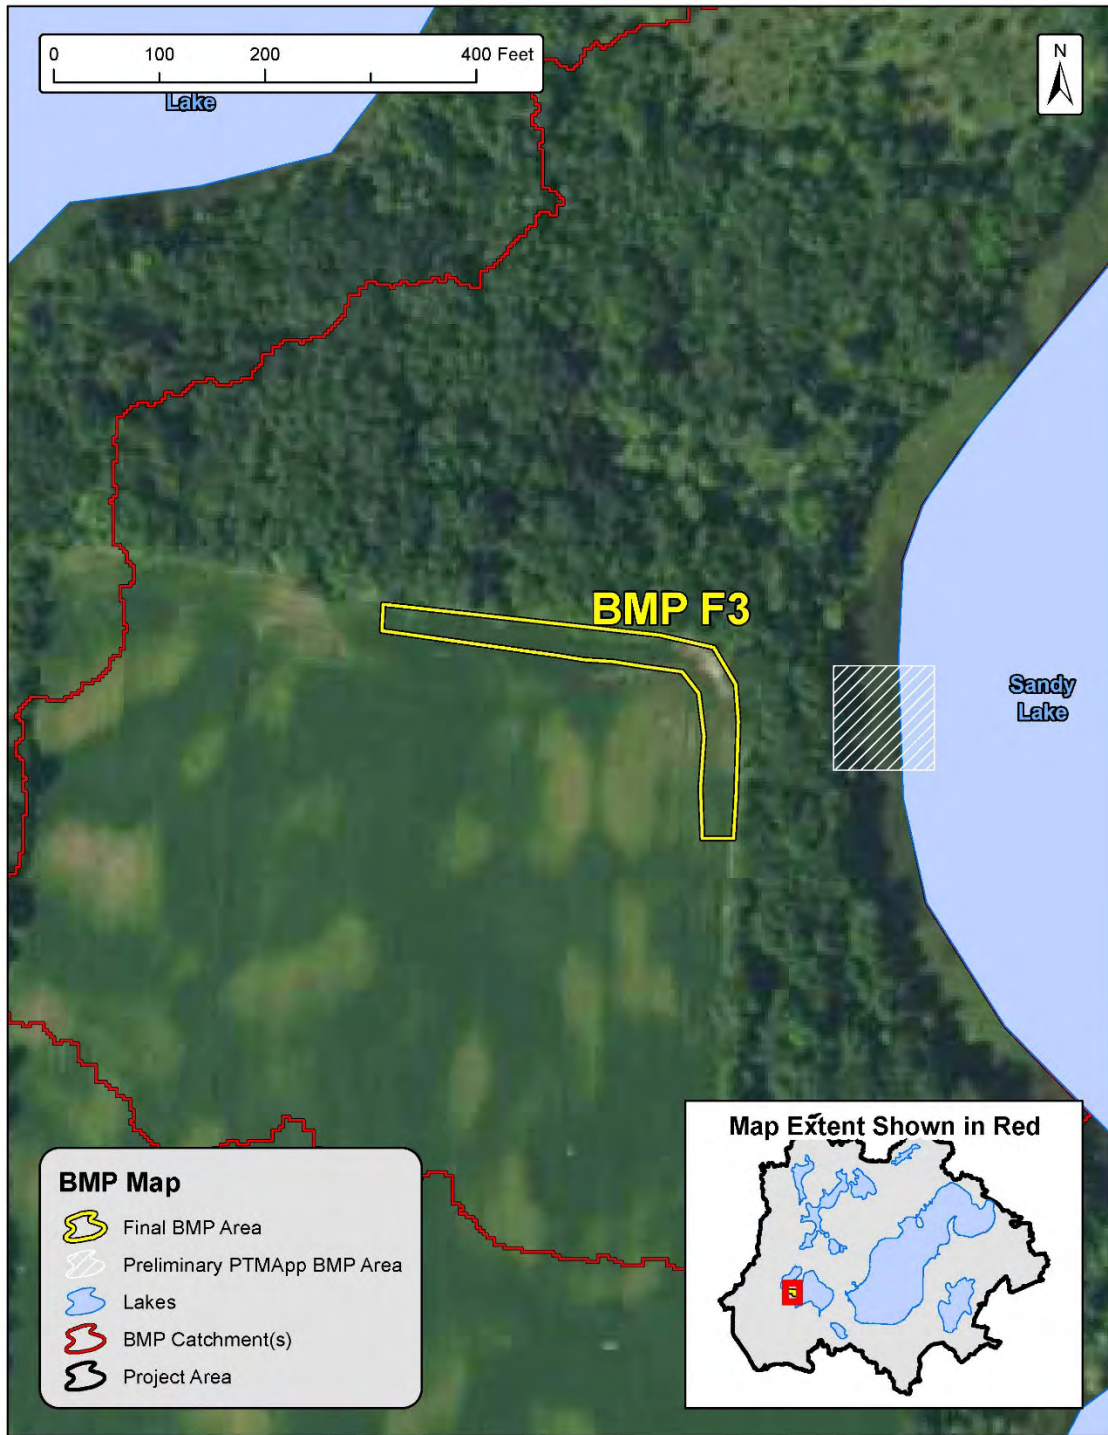 0 100 200 400 Feet
N
Lake
BMP F3
Sandy
Lake
Map Extent Shown in Red
BMP Map
Final BMP Area
Preliminary PTMApp BMP Area
Lakes
BMP Catchment(s)
Project Area